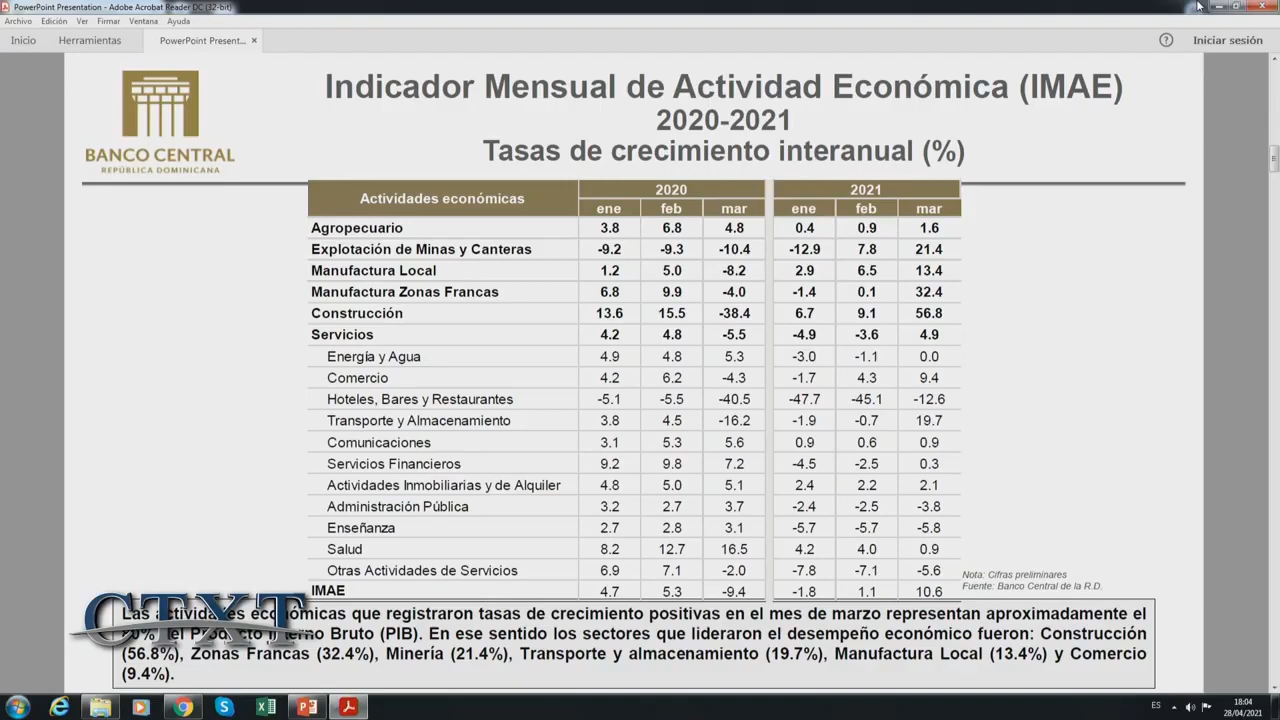 PowerPoint Presentation - Adobe Acrobat Reader DC (32-bit)
Archivo Edición Ver Firmar Ventana Ayuda
Inicio Herramientas PowerPoint Present... × ? Iniciar sesión
BANCO CENTRAL
REPÚBLICA DOMINICANA
Indicador Mensual de Actividad Económica (IMAE)
2020-2021
Tasas de crecimiento interanual (%)
Actividades económicas 2020 2021
ene feb mar ene feb mar
Agropecuario 3.8 6.8 4.8 0.4 0.9 1.6
Explotación de Minas y Canteras -9.2 -9.3 -10.4 -12.9 7.8 21.4
Manufactura Local 1.2 5.0 -8.2 2.9 6.5 13.4
Manufactura Zonas Francas 6.8 9.9 -4.0 -1.4 0.1 32.4
Construcción 13.6 15.5 -38.4 6.7 9.1 56.8
Servicios 4.2 4.8 -5.5 -4.9 -3.6 4.9
Energía y Agua 4.9 4.8 5.3 -3.0 -1.1 0.0
Comercio 4.2 6.2 -4.3 -1.7 4.3 9.4
Hoteles, Bares y Restaurantes -5.1 -5.5 -40.5 -47.7 -45.1 -12.6
Transporte y Almacenamiento 3.8 4.5 -16.2 -1.9 -0.7 19.7
Comunicaciones 3.1 5.3 5.6 0.9 0.6 0.9
Servicios Financieros 9.2 9.8 7.2 -4.5 -2.5 0.3
Actividades Inmobiliarias y de Alquiler 4.8 5.0 5.1 2.4 2.2 2.1
Administración Pública 3.2 2.7 3.7 -2.4 -2.5 -3.8
Enseñanza 2.7 2.8 3.1 -5.7 -5.7 -5.8
Salud 8.2 12.7 16.5 4.2 4.0 0.9
Otras Actividades de Servicios 6.9 7.1 -2.0 -7.8 -7.1 -5.6
IMAE 4.7 5.3 -9.4 -1.8 1.1 10.6
Nota: Cifras preliminares
Fuente: Banco Central de la R.D.
CTXT
Las actividades económicas que registraron tasas de crecimiento positivas en el mes de marzo representan aproximadamente el
del Producto Interno Bruto (PIB). En ese sentido los sectores que lideraron el desempeño económico fueron: Construcción
(56.8%), Zonas Francas (32.4%), Minería (21.4%), Transporte y almacenamiento (19.7%), Manufactura Local (13.4%) y Comercio
(9.4%).
ES 18:04
28/04/2021